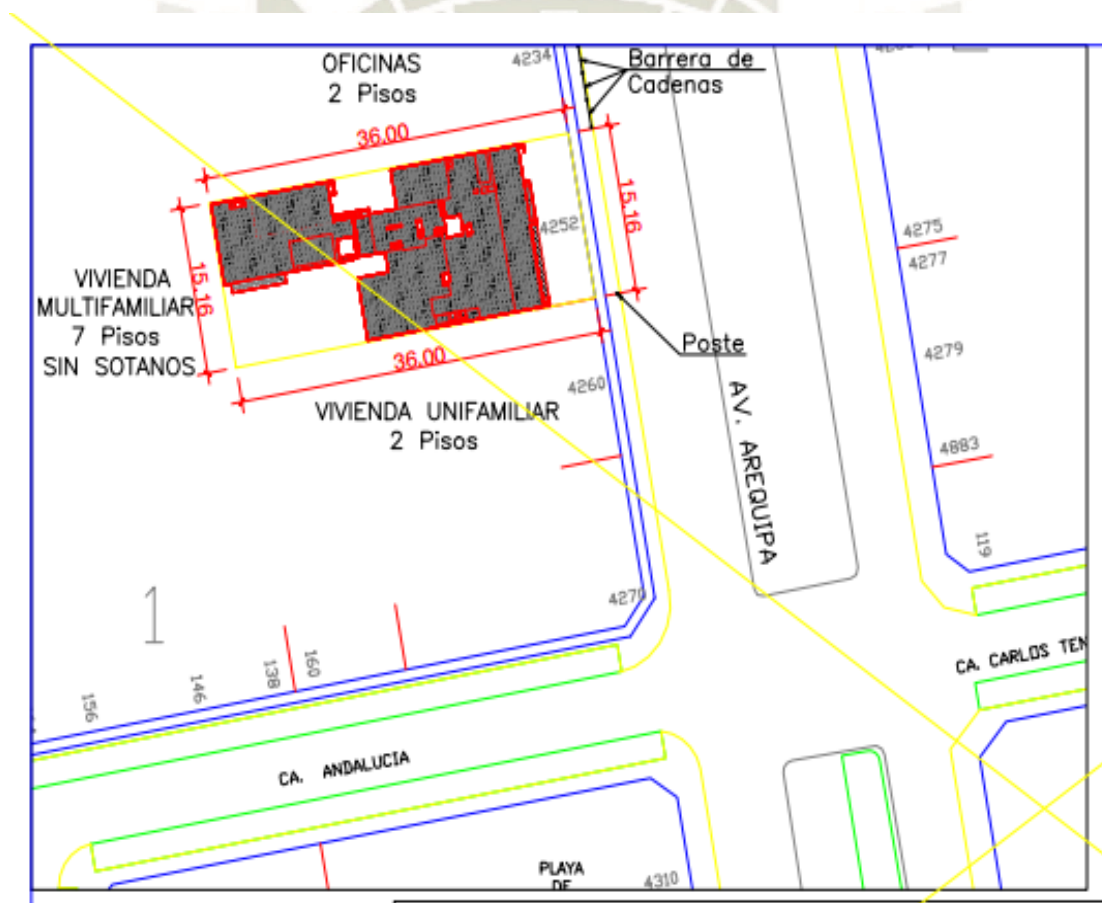 OFICINAS
2 Pisos
4234
Barrera de
Cadenas
36.00
15.16
4252
4275
4277
VIVIENDA
MULTIFAMILIAR
7 Pisos
SIN SOTANOS
15.16
Poste
4279
36.00
4260
VIVIENDA UNIFAMILIAR
2 Pisos
AV. AREQUIPA
4883
119
1
4270
CA. CARLOS TEN
160
138
146
156
CA. ANDALUCIA
PLAYA
DE
4310